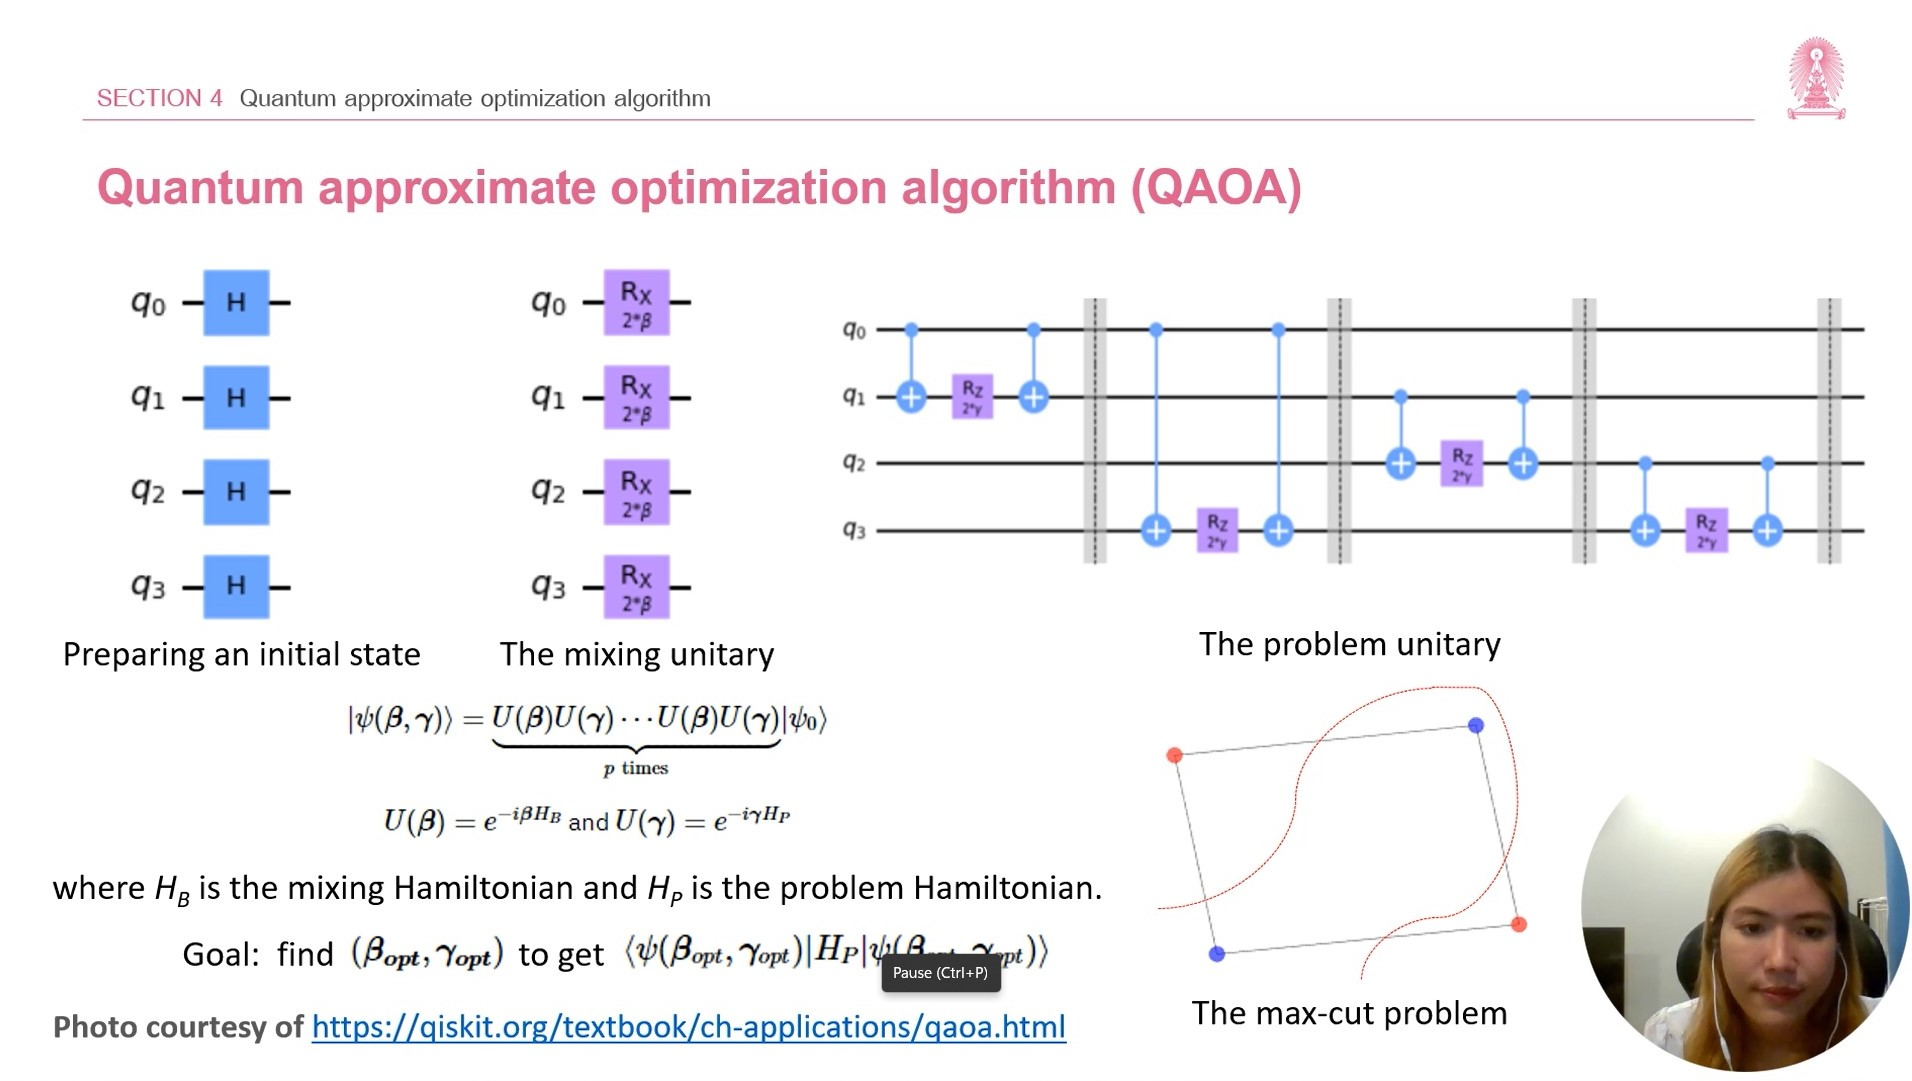 SECTION 4 Quantum approximate optimization algorithm
Quantum approximate optimization algorithm (QAOA)
q0 H
q1 H
q2 H
q3 H
Preparing an initial state
q0 RX 2*β
q1 RX 2*β
q2 RX 2*β
q3 RX 2*β
The mixing unitary
q0
q1 RZ 2*γ
q2 RZ 2*γ
q3 RZ 2*γ RZ 2*γ
The problem unitary
|ψ(β, γ)⟩ = U(β)U(γ) ··· U(β)U(γ)|ψ0⟩
p times
U(β) = e^{−iβH_B} and U(γ) = e^{−iγH_P}
where H_B is the mixing Hamiltonian and H_P is the problem Hamiltonian.
Goal: find (β_opt, γ_opt) to get ⟨ψ(β_opt, γ_opt)|H_P|ψ(β γ_opt)⟩
Pause (Ctrl+P)
Photo courtesy of https://qiskit.org/textbook/ch-applications/qaoa.html
The max-cut problem